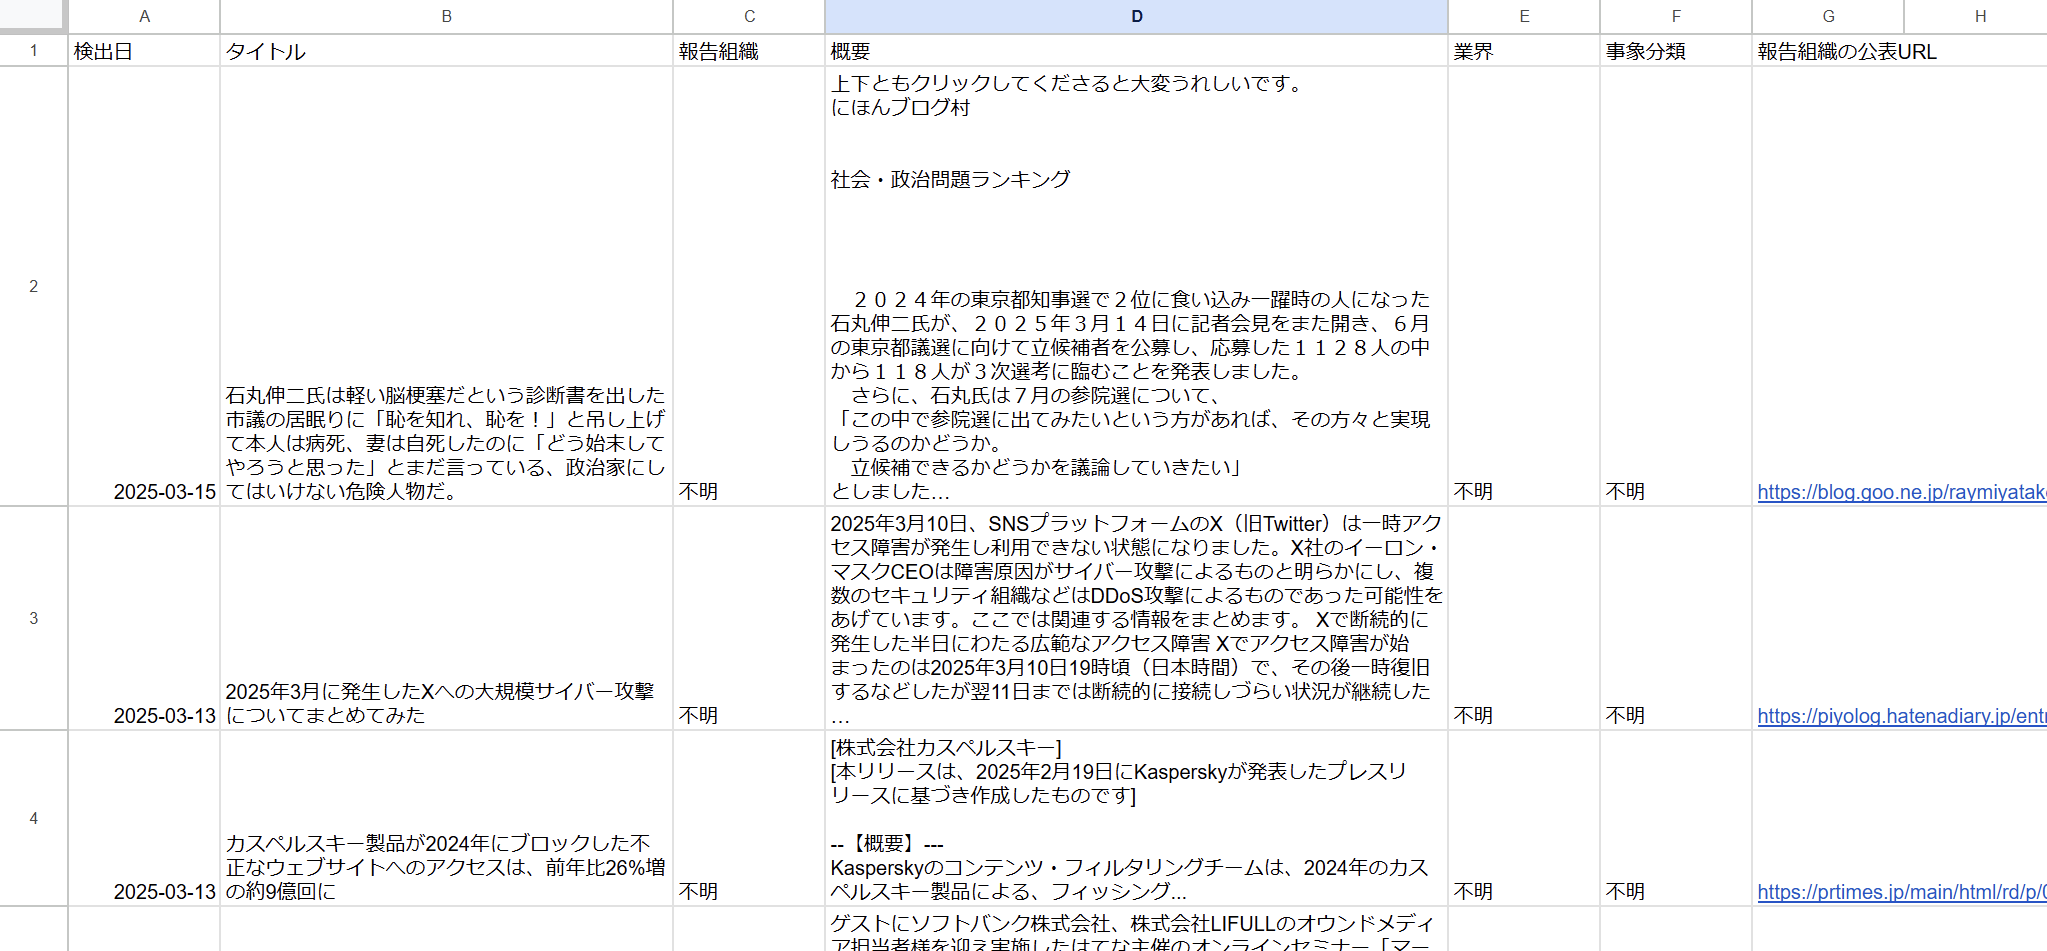 A B C D E F G H
1 検出日 タイトル 報告組織 概要 業界 事象分類 報告組織の公表URL
上下ともクリックしてくださると大変うれしいです。
にほんブログ村
社会・政治問題ランキング
2
　２０２４年の東京都知事選で２位に食い込み一躍時の人になった
石丸伸二氏が、２０２５年３月１４日に記者会見をまた開き、６月
の東京都議選に向けて立候補者を公募し、応募した１１２８人の中
から１１８人が３次選考に臨むことを発表しました。
　さらに、石丸氏は７月の参院選について、
「この中で参院選に出てみたいという方があれば、その方々と実現
しうるのかどうか。
　立候補できるかどうかを議論していきたい」
としました...
石丸伸二氏は軽い脳梗塞だという診断書を出した
市議の居眠りに「恥を知れ、恥を！」と吊し上げ
て本人は病死、妻は自死したのに「どう始末して
やろうと思った」とまだ言っている、政治家にし
てはいけない危険人物だ。
2025-03-15 不明 不明 不明 https://blog.goo.ne.jp/raymiyatak
2025年3月10日、SNSプラットフォームのX（旧Twitter）は一時アク
セス障害が発生し利用できない状態になりました。X社のイーロン・
マスクCEOは障害原因がサイバー攻撃によるものと明らかにし、複
数のセキュリティ組織などはDDoS攻撃によるものであった可能性を
あげています。ここでは関連する情報をまとめます。 Xで断続的に
発生した半日にわたる広範なアクセス障害 Xでアクセス障害が始
まったのは2025年3月10日19時頃（日本時間）で、その後一時復旧
するなどしたが翌11日までは断続的に接続しづらい状況が継続した
...
3
2025年3月に発生したXへの大規模サイバー攻撃
についてまとめてみた
2025-03-13 不明 不明 不明 https://piyolog.hatenadiary.jp/ent
[株式会社カスペルスキー]
[本リリースは、2025年2月19日にKasperskyが発表したプレスリ
リースに基づき作成したものです]
--【概要】---
Kasperskyのコンテンツ・フィルタリングチームは、2024年のカス
ペルスキー製品による、フィッシング...
4
カスペルスキー製品が2024年にブロックした不
正なウェブサイトへのアクセスは、前年比26%増
の約9億回に
2025-03-13 不明 不明 不明 https://prtimes.jp/main/html/rd/p/
ゲストにソフトバンク株式会社、株式会社LIFULLのオウンドメディ
ア担当者様を迎え実施したはてな主催のオンラインセミナー「マー